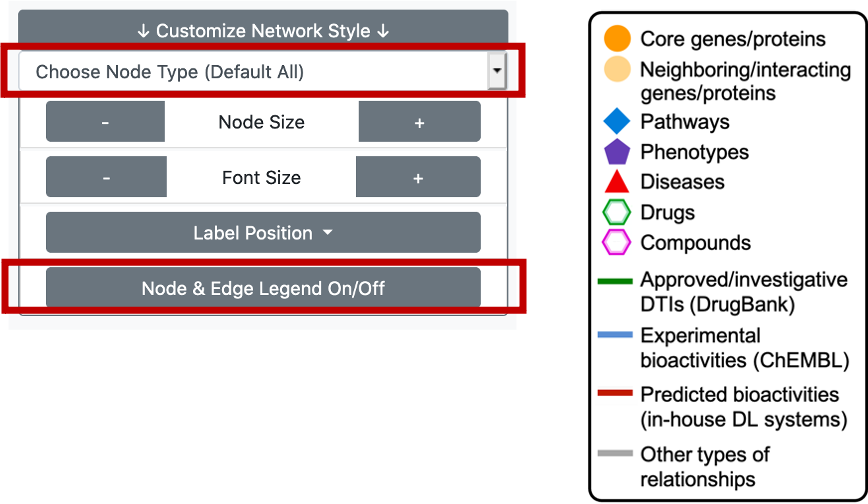 ↓ Customize Network Style ↓
Choose Node Type (Default All)
- Node Size +
- Font Size +
Label Position
Node & Edge Legend On/Off
Core genes/proteins
Neighboring/interacting
genes/proteins
Pathways
Phenotypes
Diseases
Drugs
Compounds
Approved/investigative
DTIs (DrugBank)
Experimental
bioactivities (ChEMBL)
Predicted bioactivities
(in-house DL systems)
Other types of
relationships